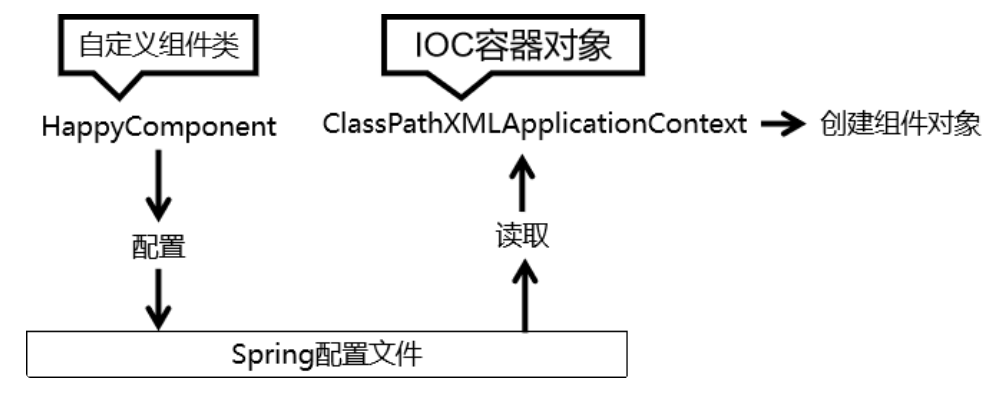 自定义组件类
IOC容器对象
HappyComponent
ClassPathXMLApplicationContext
创建组件对象
配置
读取
Spring配置文件